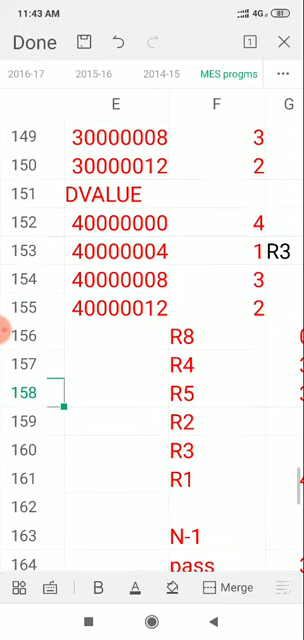 11:43 AM 4G 81
Done 1
2016-17 2015-16 2014-15 MES progms ...
E F G
149 30000008 3
150 30000012 2
151 DVALUE
152 40000000 4
153 40000004 1 R3
154 40000008 3
155 40000012 2
156 R8
157 R4
158 R5
159 R2
160 R3
161 R1
162
163 N-1
164 pass
B A Merge